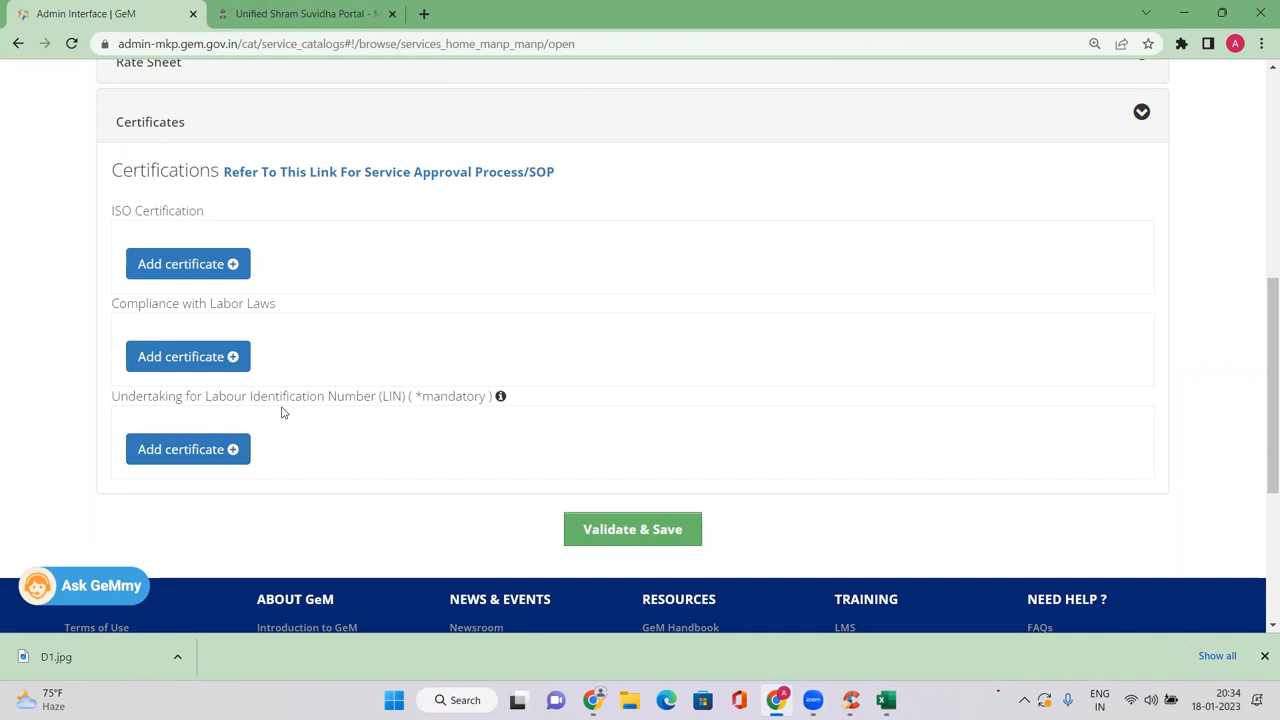 Admin Interface | GeM
Unified Shram Suvidha Portal -
admin-mkp.gem.gov.in/cat/service_catalogs#!/browse/services_home_manp_manp/open
A
Rate Sheet
Certificates
Certifications Refer To This Link For Service Approval Process/SOP
ISO Certification
Add certificate
Compliance with Labor Laws
Add certificate
Undertaking for Labour Identification Number (LIN) ( *mandatory )
Add certificate
Validate & Save
Ask GeMmy
ABOUT GeM NEWS & EVENTS RESOURCES TRAINING NEED HELP ?
Terms of Use Introduction to GeM Newsroom GeM Handbook LMS FAQs
D1.jpg Show all
75°F
Haze
Search
ENG
IN
20:34
18-01-2023